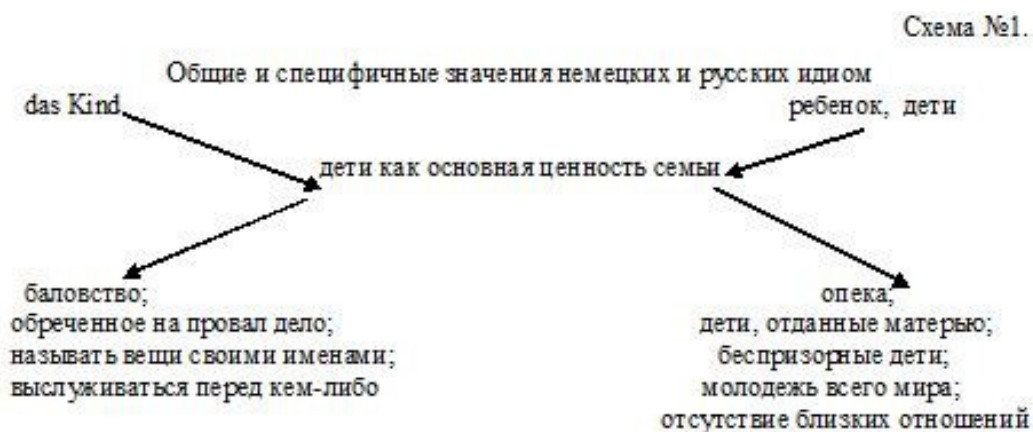 Схема №1.
Общие и специфичные значения немецких и русских идиом
das Kind
ребенок, дети
дети как основная ценность семьи
баловство;
обреченное на провал дело;
называть вещи своими именами;
выслуживаться перед кем-либо
опека;
дети, отданные матерью;
беспризорные дети;
молодежь всего мира;
отсутствие близких отношений